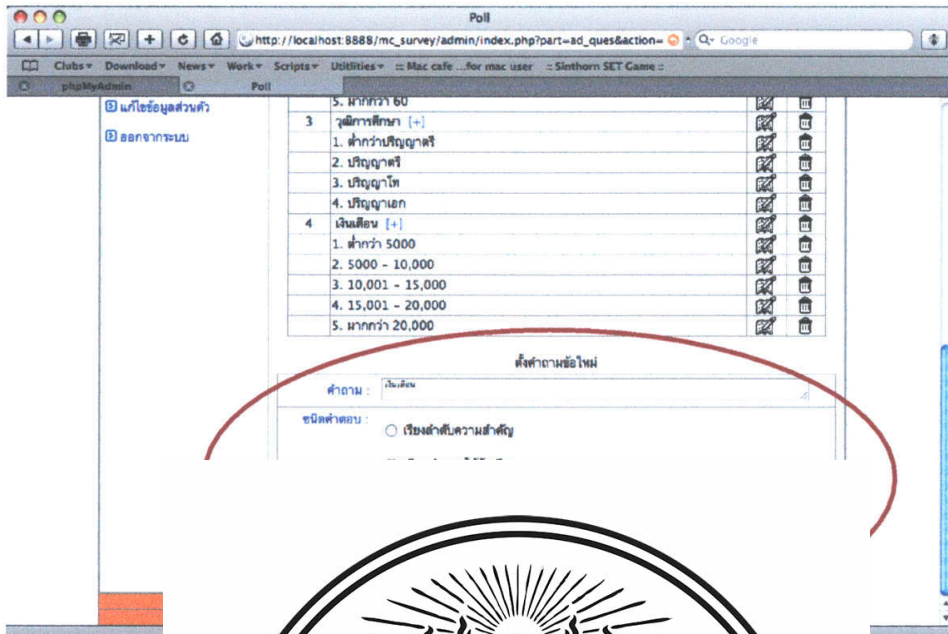 Poll
http://localhost:8888/mc_survey/admin/index.php?part=ad_ques&action=
Google
Clubs Download News Work Scripts Utitlities :: Mac cafe ...for mac user :: Sinthorn SET Game ::
phpMyAdmin Poll
แก้ไขข้อมูลส่วนตัว
ออกจากระบบ
5. มากกว่า 60
3 วุฒิการศึกษา [+]
1. ต่ำกว่าปริญญาตรี
2. ปริญญาตรี
3. ปริญญาโท
4. ปริญญาเอก
4 เงินเดือน [+]
1. ต่ำกว่า 5000
2. 5000 - 10,000
3. 10,001 - 15,000
4. 15,001 - 20,000
5. มากกว่า 20,000
ตั้งคำถามข้อใหม่
คำถาม : เงินเดือน
ชนิดคำตอบ :
เรียงลำดับความสำคัญ